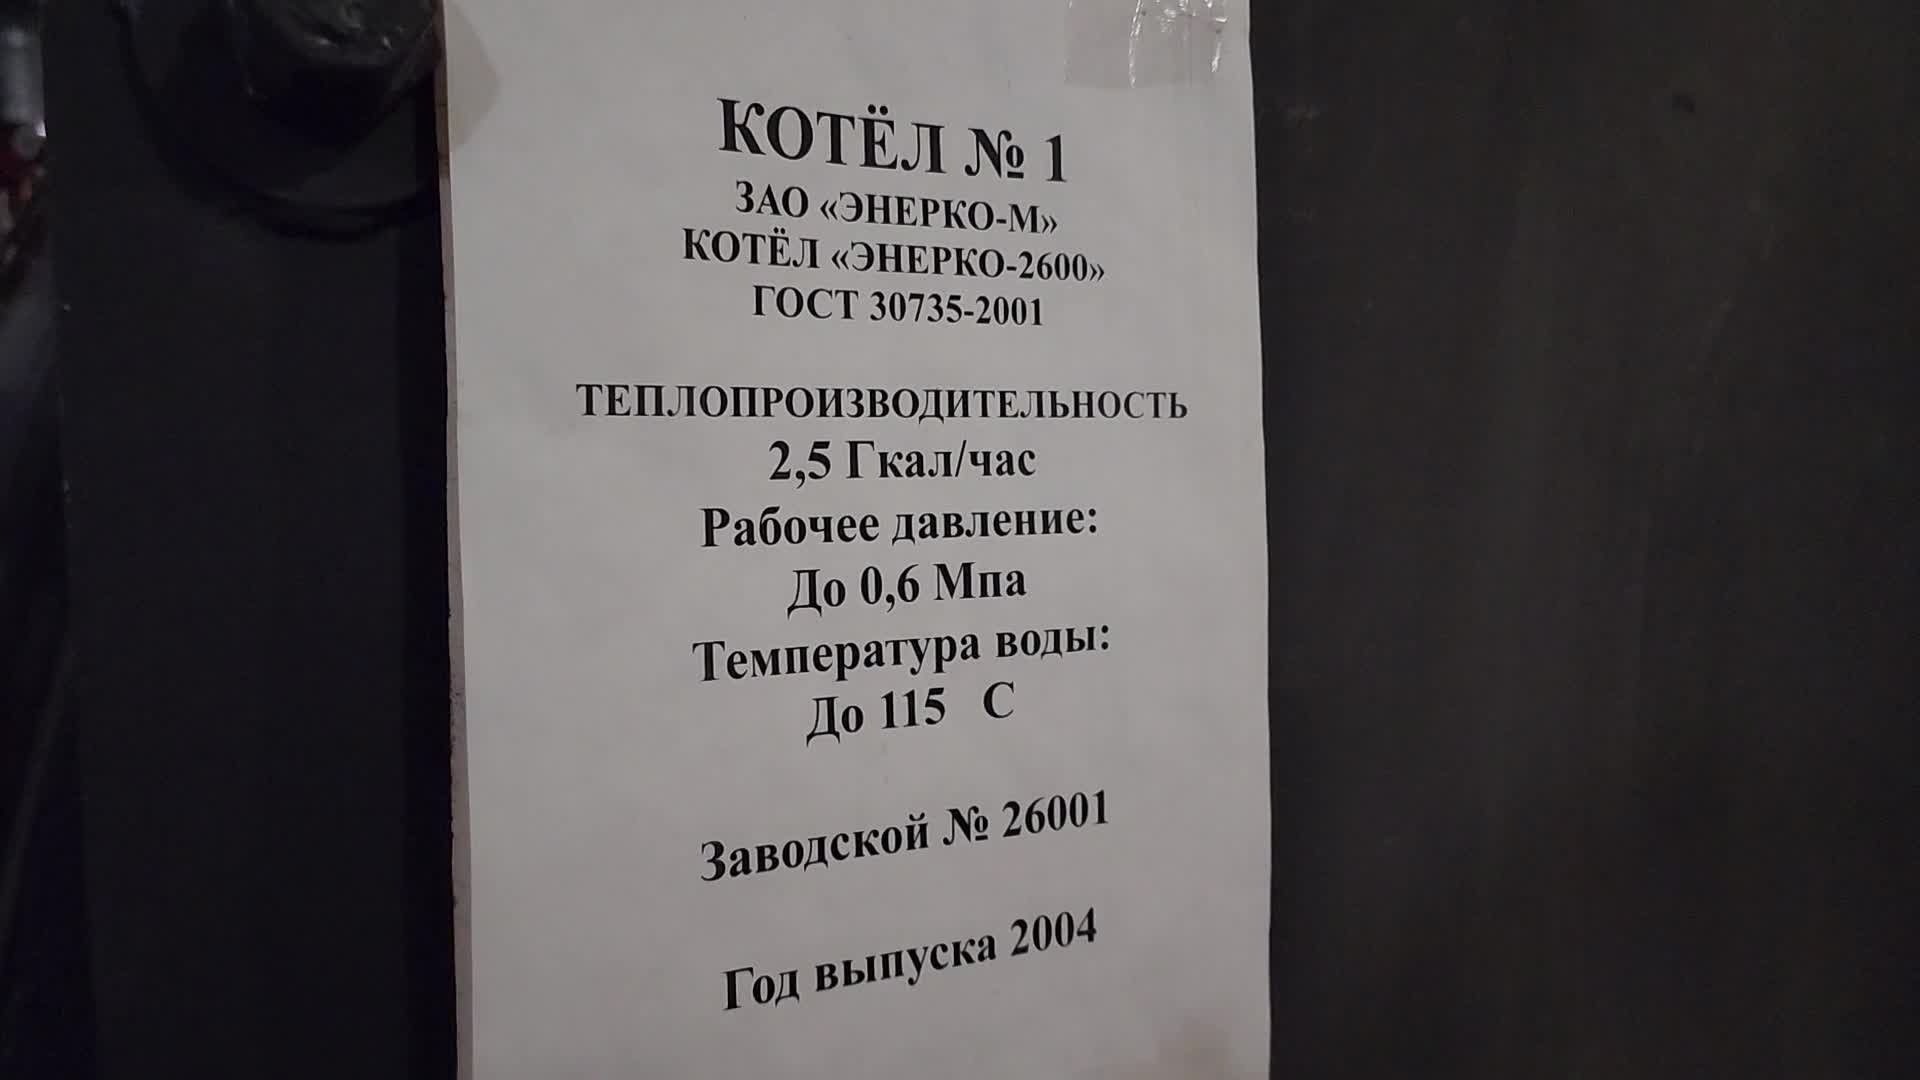 КОТЁЛ № 1
ЗАО «ЭНЕРКО-М»
КОТЁЛ «ЭНЕРКО-2600»
ГОСТ 30735-2001
ТЕПЛОПРОИЗВОДИТЕЛЬНОСТЬ
2,5 Гкал/час
Рабочее давление:
До 0,6 Мпа
Температура воды:
До 115 С
Заводской № 26001
Год выпуска 2004